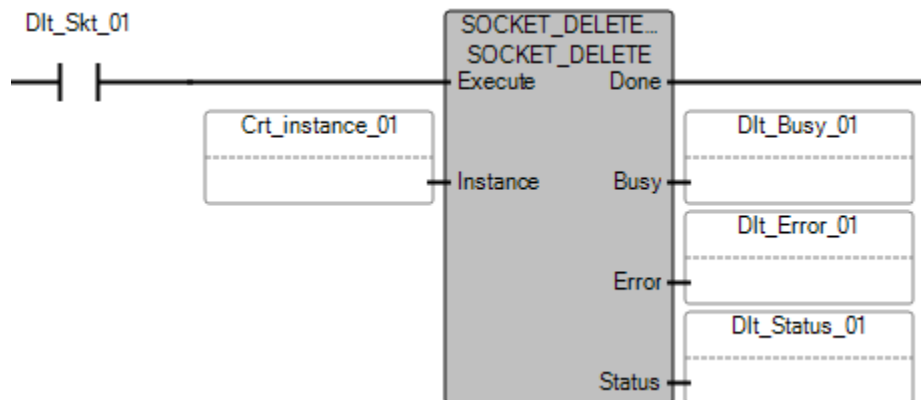 Dlt_Skt_01
SOCKET_DELETE...
SOCKET_DELETE
Execute Done
Crt_instance_01
Dlt_Busy_01
Instance Busy
Dlt_Error_01
Error
Dlt_Status_01
Status